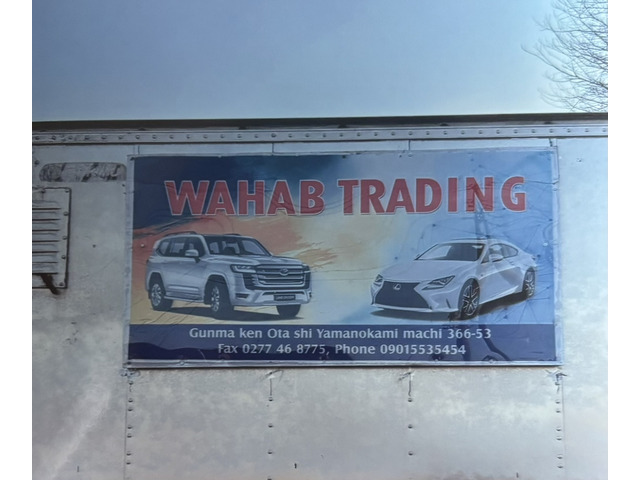 WAHAB TRADING
Gunma ken Ota shi Yamanokami machi 366-53
Fax 0277 46 8775, Phone 09015535454